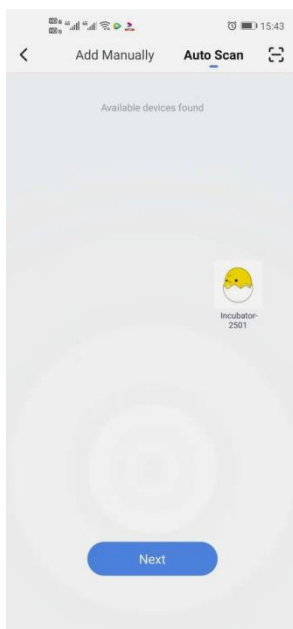 15:43
Add Manually Auto Scan
Available devices found
Incubator-
2501
Next